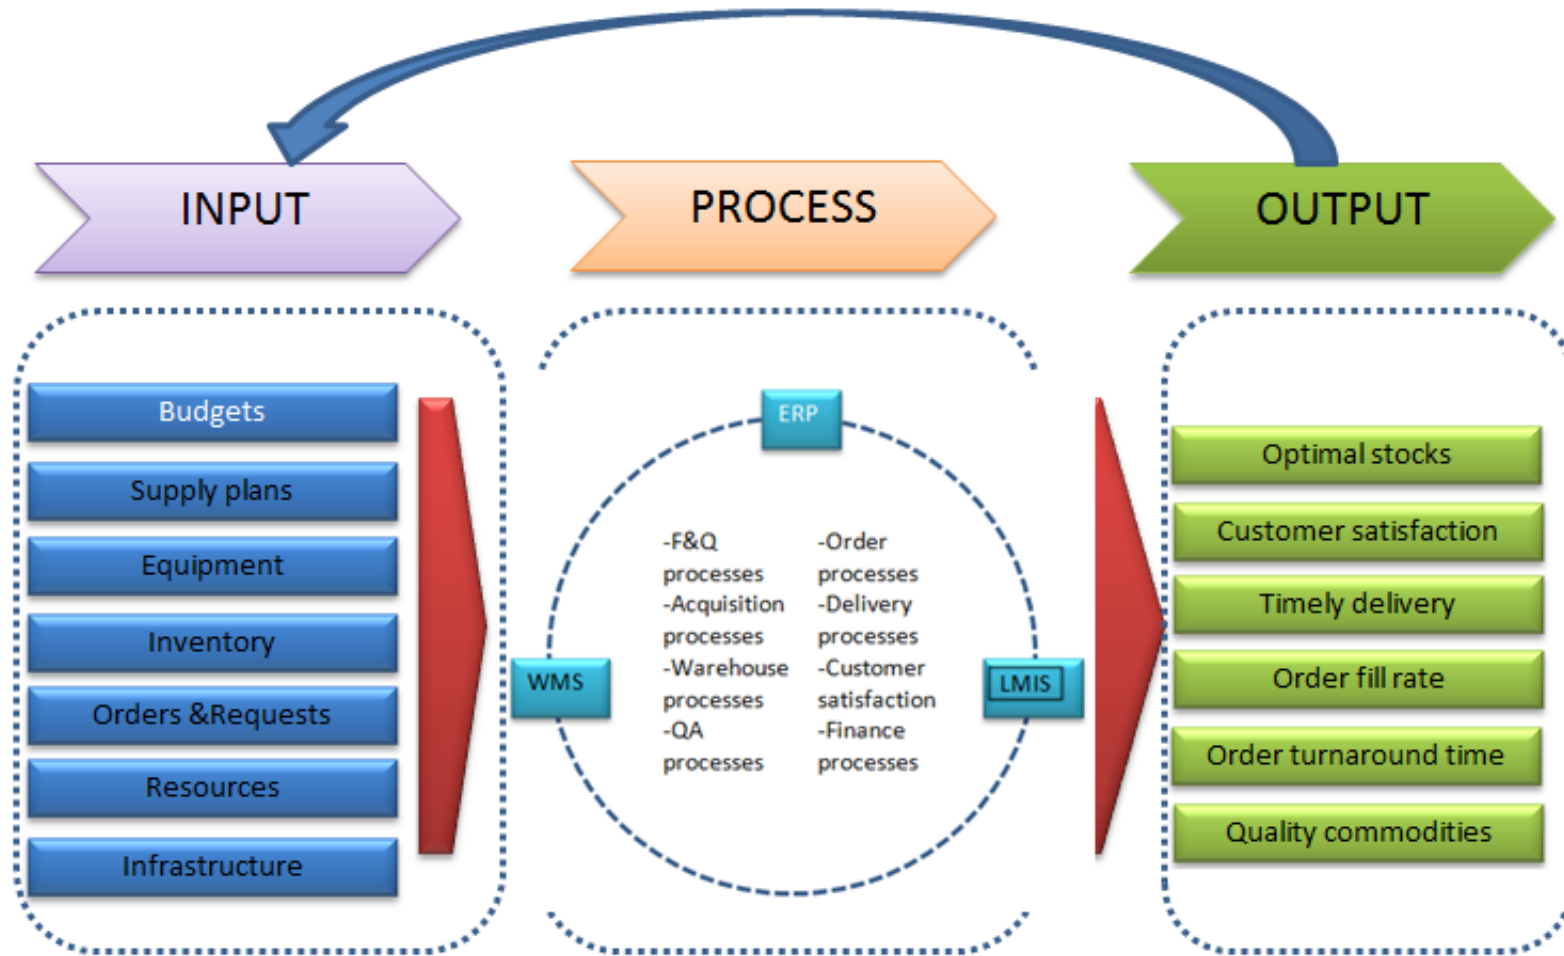 INPUT
PROCESS
OUTPUT
Budgets
Supply plans
Equipment
Inventory
Orders &Requests
Resources
Infrastructure
ERP
WMS
LMIS
-F&Q
processes
-Acquisition
processes
-Warehouse
processes
-QA
processes
-Order
processes
-Delivery
processes
-Customer
satisfaction
-Finance
processes
Optimal stocks
Customer satisfaction
Timely delivery
Order fill rate
Order turnaround time
Quality commodities